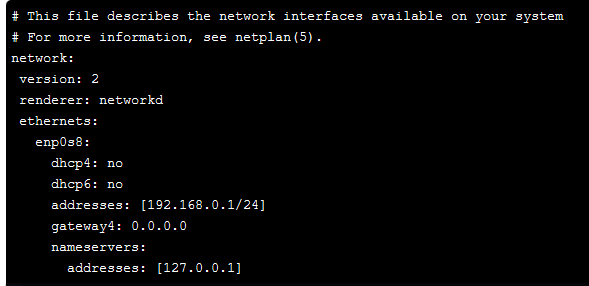 # This file describes the network interfaces available on your system
# For more information, see netplan(5).
network:
 version: 2
 renderer: networkd
 ethernets:
   enp0s8:
     dhcp4: no
     dhcp6: no
     addresses: [192.168.0.1/24]
     gateway4: 0.0.0.0
     nameservers:
       addresses: [127.0.0.1]